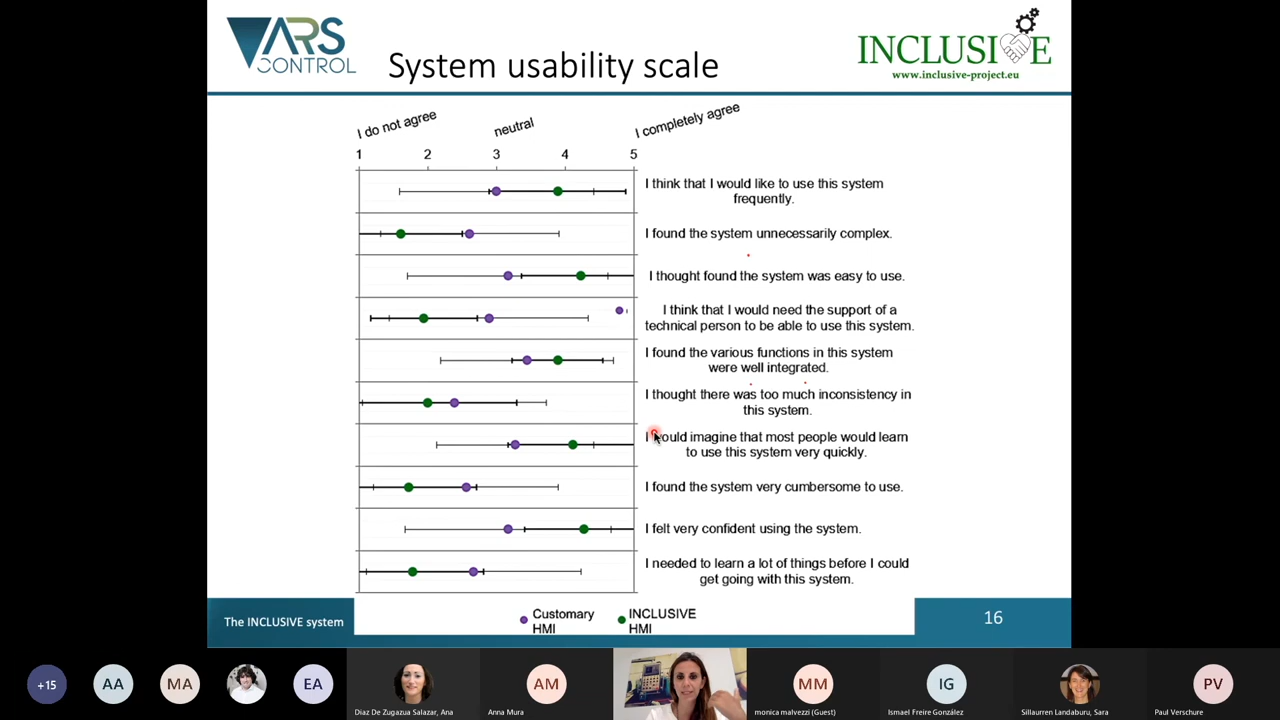 VARS
CONTROL
System usability scale
INCLUSIVE
www.inclusive-project.eu
I do not agree
neutral
I completely agree
1 2 3 4 5
I think that I would like to use this system
frequently.
I found the system unnecessarily complex.
I thought found the system was easy to use.
I think that I would need the support of a
technical person to be able to use this system.
I found the various functions in this system
were well integrated.
I thought there was too much inconsistency in
this system.
I would imagine that most people would learn
to use this system very quickly.
I found the system very cumbersome to use.
I felt very confident using the system.
I needed to learn a lot of things before I could
get going with this system.
Customary
HMI
INCLUSIVE
HMI
The INCLUSIVE system
16
+15
AA
MA
EA
Diaz De Zugazua Salazar, Ana
AM
Anna Mura
MM
monica malvezzi (Guest)
IG
Ismael Freire González
Sillaurren Landaburu, Sara
PV
Paul Verschure